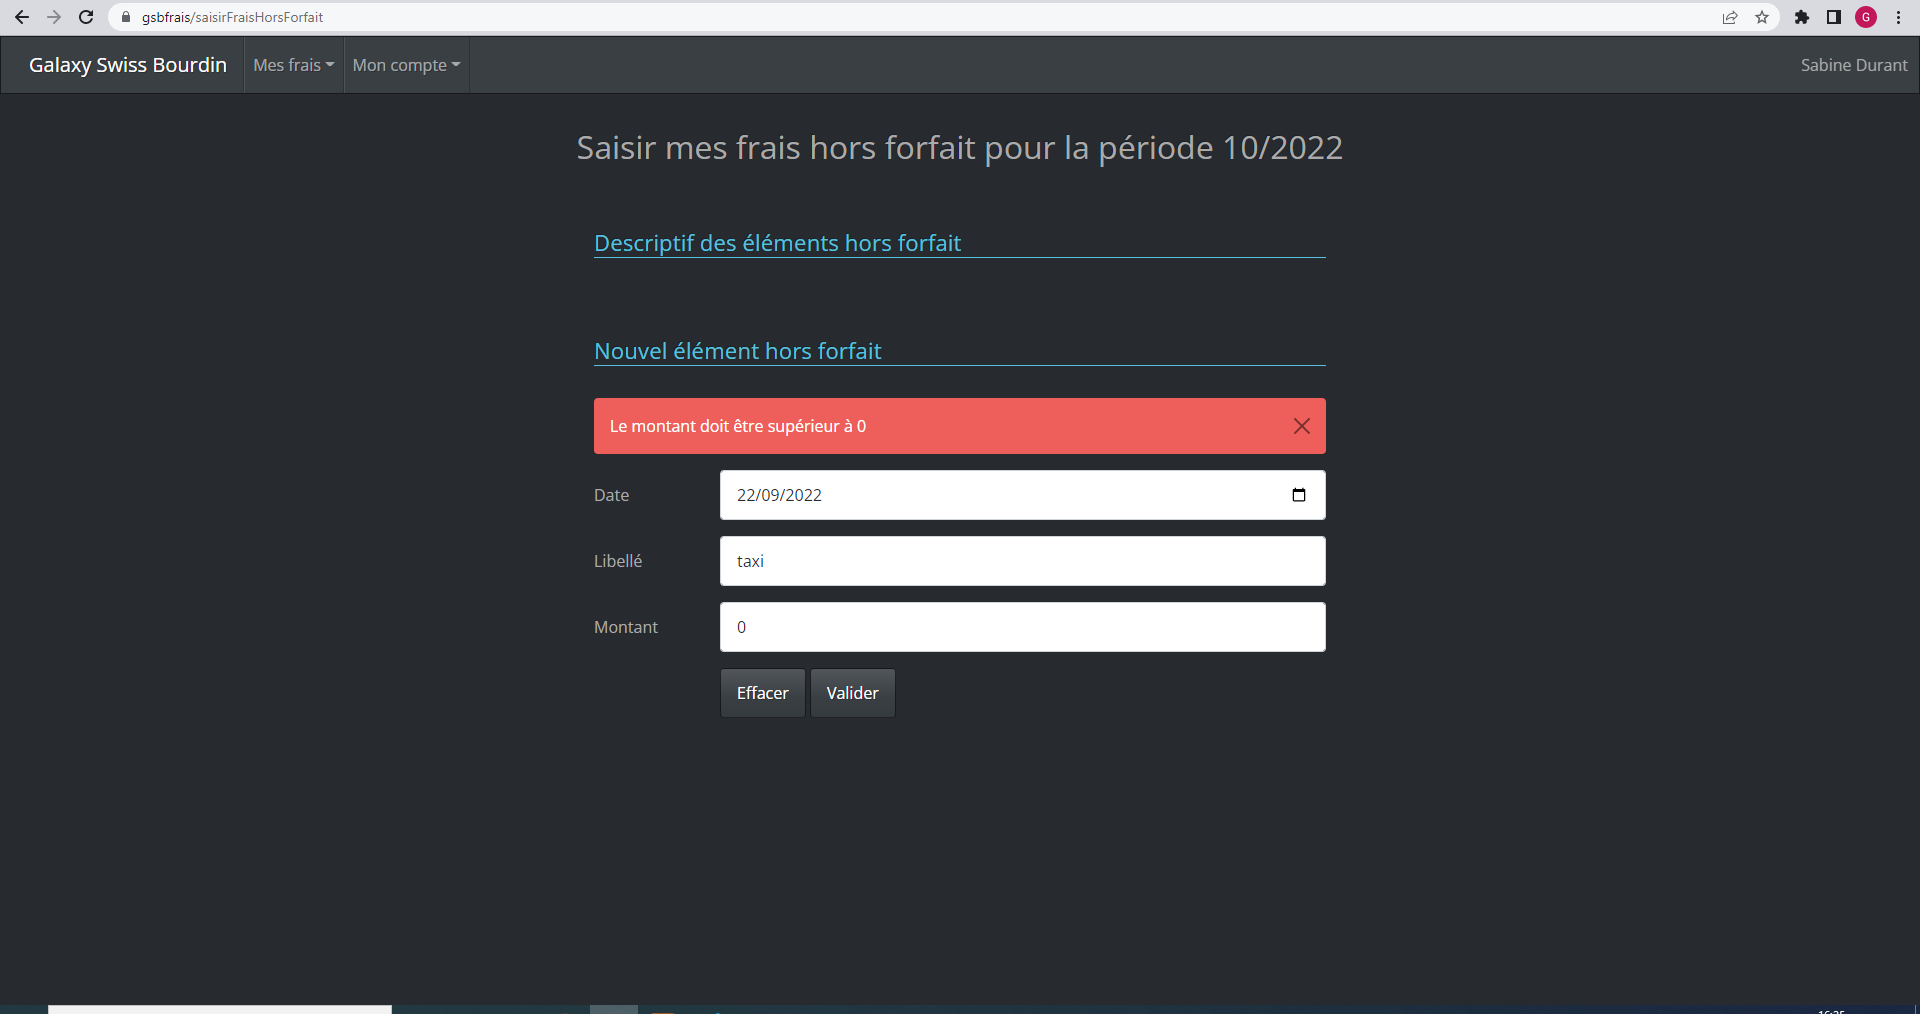 gsbfrais/saisirFraisHorsForfait
G
Galaxy Swiss Bourdin
Mes frais
Mon compte
Sabine Durant
Saisir mes frais hors forfait pour la période 10/2022
Descriptif des éléments hors forfait
Nouvel élément hors forfait
Le montant doit être supérieur à 0
Date
22/09/2022
Libellé
taxi
Montant
0
Effacer
Valider